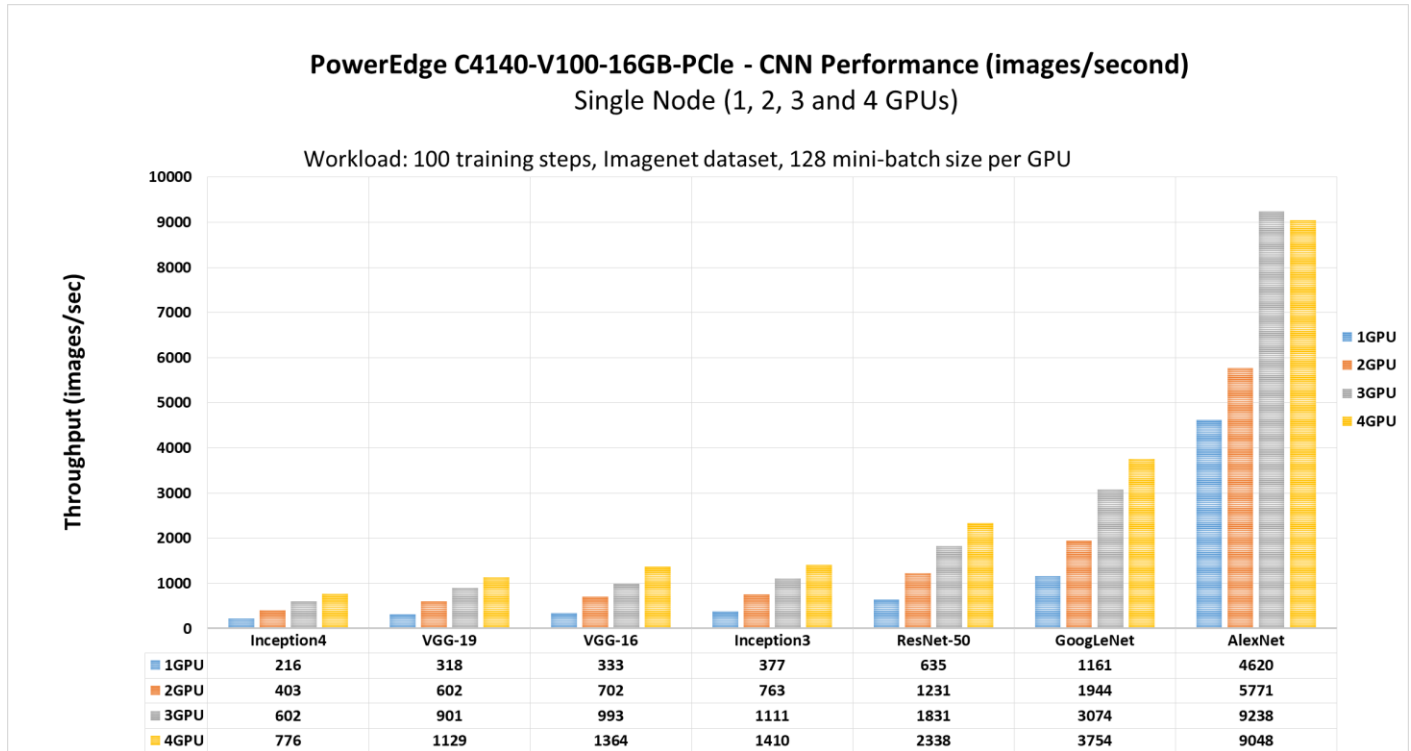 PowerEdge C4140-V100-16GB-PCle - CNN Performance (images/second)
Single Node (1, 2, 3 and 4 GPUs)
Workload: 100 training steps, Imagenet dataset, 128 mini-batch size per GPU
Throughput (images/sec)
10000
9000
8000
7000
6000
5000
4000
3000
2000
1000
0
1GPU
2GPU
3GPU
4GPU
Inception4 VGG-19 VGG-16 Inception3 ResNet-50 GoogLeNet AlexNet
1GPU 216 318 333 377 635 1161 4620
2GPU 403 602 702 763 1231 1944 5771
3GPU 602 901 993 1111 1831 3074 9238
4GPU 776 1129 1364 1410 2338 3754 9048